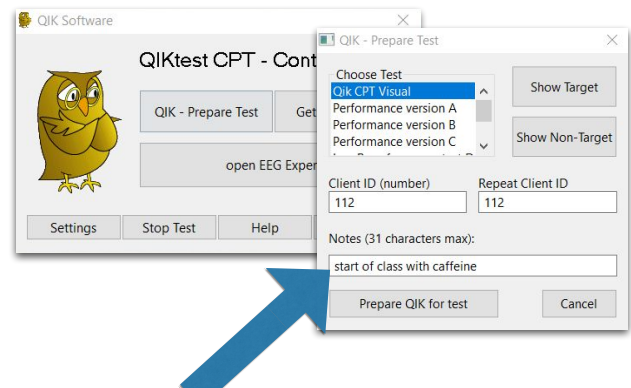 QIK Software
QIKtest CPT - Cont
QIK - Prepare Test
Get
open EEG Exper
Settings
Stop Test
Help
QIK - Prepare Test
Choose Test
Qik CPT Visual
Performance version A
Performance version B
Performance version C
Show Target
Show Non-Target
Client ID (number)
Repeat Client ID
112
112
Notes (31 characters max):
start of class with caffeine
Prepare QIK for test
Cancel